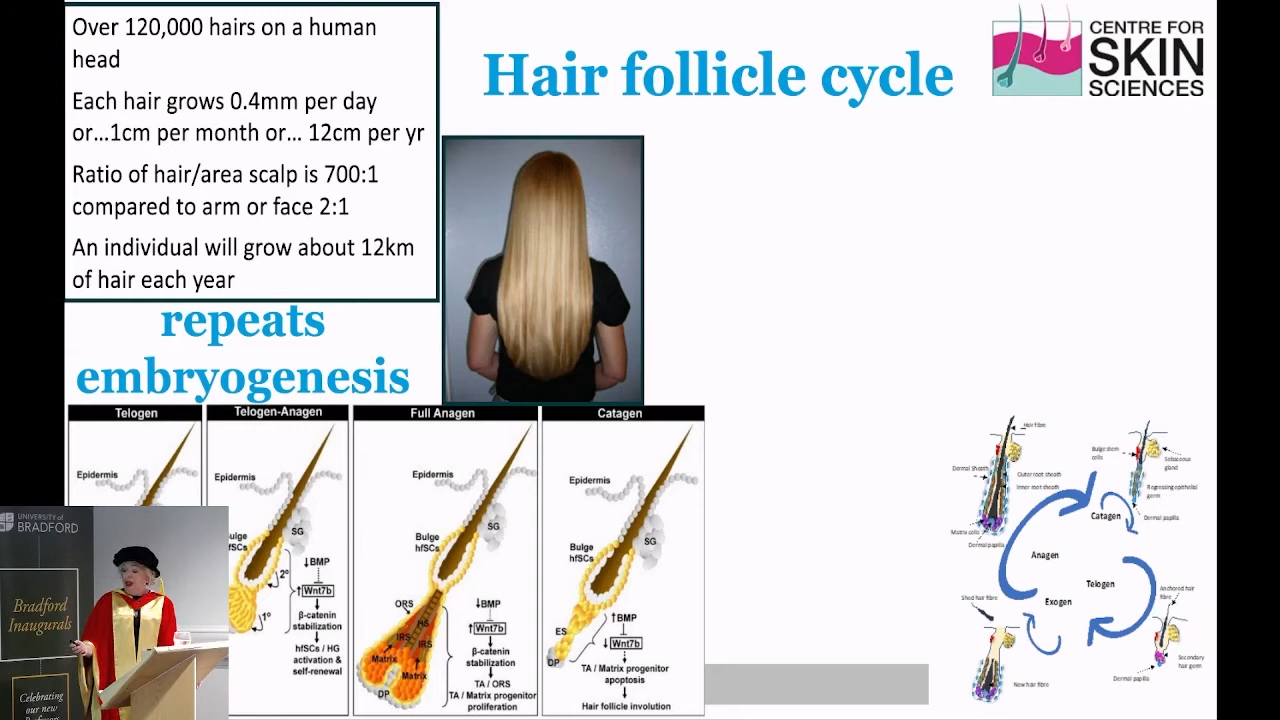 Over 120,000 hairs on a human
head
Each hair grows 0.4mm per day
or...1cm per month or... 12cm per yr
Ratio of hair/area scalp is 700:1
compared to arm or face 2:1
An individual will grow about 12km
of hair each year
Hair follicle cycle
CENTRE FOR
SKIN
SCIENCES
repeats
embryogenesis
Telogen
Epidermis
Telogen-Anagen
Epidermis
SG
ulge
fSCs
2°
1°
↓BMP
↑Wnt7b
β-catenin
stabilization
hfSCs / HG
activation &
self-renewal
Full Anagen
Epidermis
SG
Bulge
hfSCs
ORS
HS
IRS
IRS
Matrix
Matrix
DP
↓BMP
↑Wnt7b
β-catenin
stabilization
TA / ORS
TA / Matrix progenitor
proliferation
Catagen
Epidermis
SG
Bulge
hfSCs
ES
DP
↑BMP
↓Wnt7b
TA / Matrix progenitor
apoptosis
Hair follicle involution
Hair fibre
Dermal Sheath
Outer root sheath
Inner root sheath
Matrix cells
Dermal papilla
Bulge stem
cells
Sebaceous
gland
Regressing epithelial
germ
Dermal papilla
Catagen
Anagen
Telogen
Exogen
Shed hair fibre
New hair fibre
Anchored hair
fibre
Secondary
hair germ
Dermal papilla
UNIVERSITY of
BRADFORD
Bradford
Inaugurals
Celebrating
our new